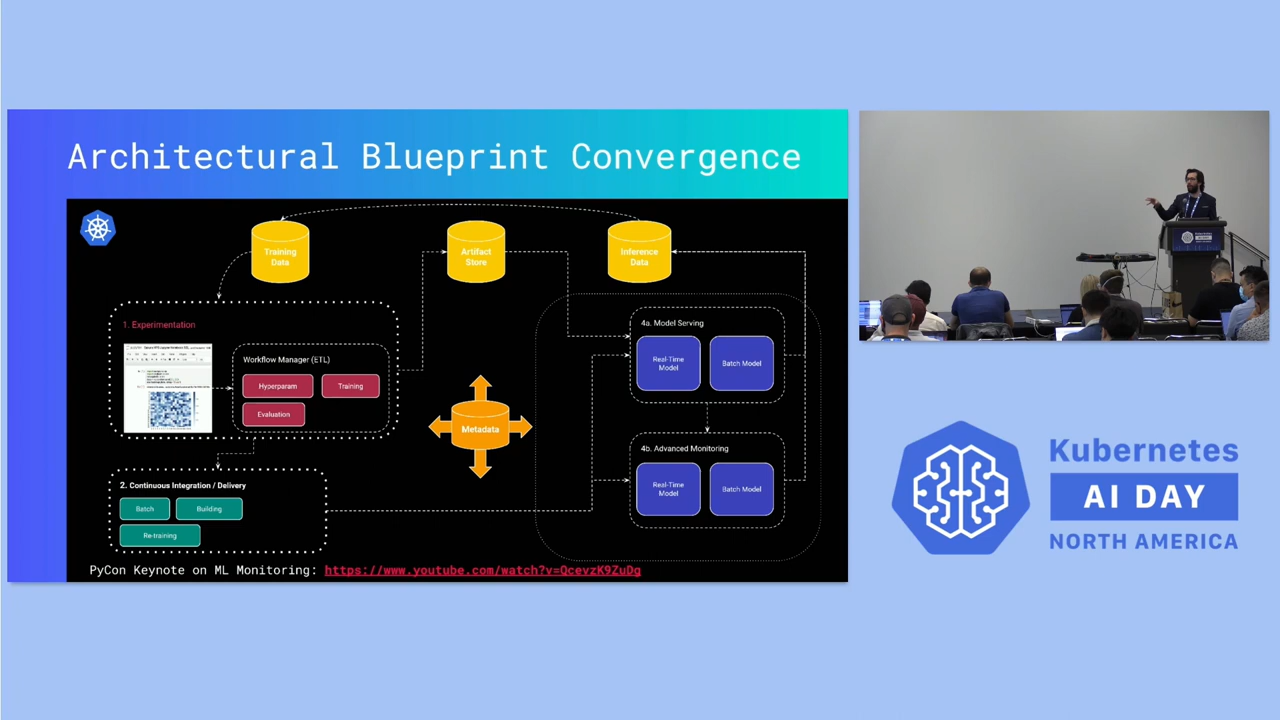 Architectural Blueprint Convergence
Training
Data
Artifact
Store
Inference
Data
1. Experimentation
Workflow Manager (ETL)
Hyperparam
Training
Evaluation
Metadata
4a. Model Serving
Real-Time
Model
Batch Model
4b. Advanced Monitoring
Real-Time
Model
Batch Model
2. Continuous Integration / Delivery
Batch
Building
Re-training
PyCon Keynote on ML Monitoring: https://www.youtube.com/watch?v=QcevzK9ZuDg
Kubernetes
AI DAY
NORTH AMERICA